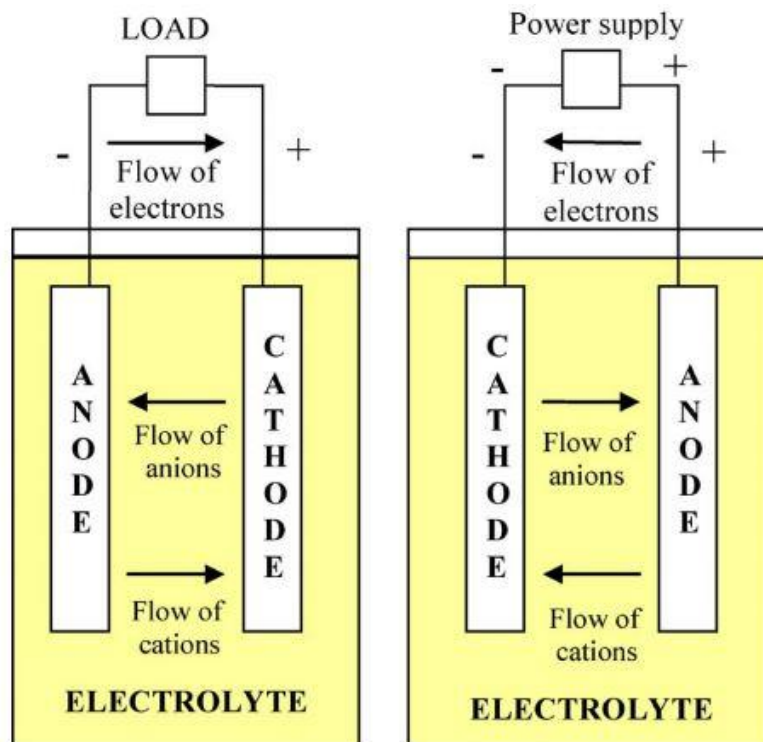 LOAD
-
+
Flow of
electrons
A
N
O
D
E
C
A
T
H
O
D
E
Flow of
anions
Flow of
cations
ELECTROLYTE
Power supply
-
+
-
+
Flow of
electrons
C
A
T
H
O
D
E
A
N
O
D
E
Flow of
anions
Flow of
cations
ELECTROLYTE